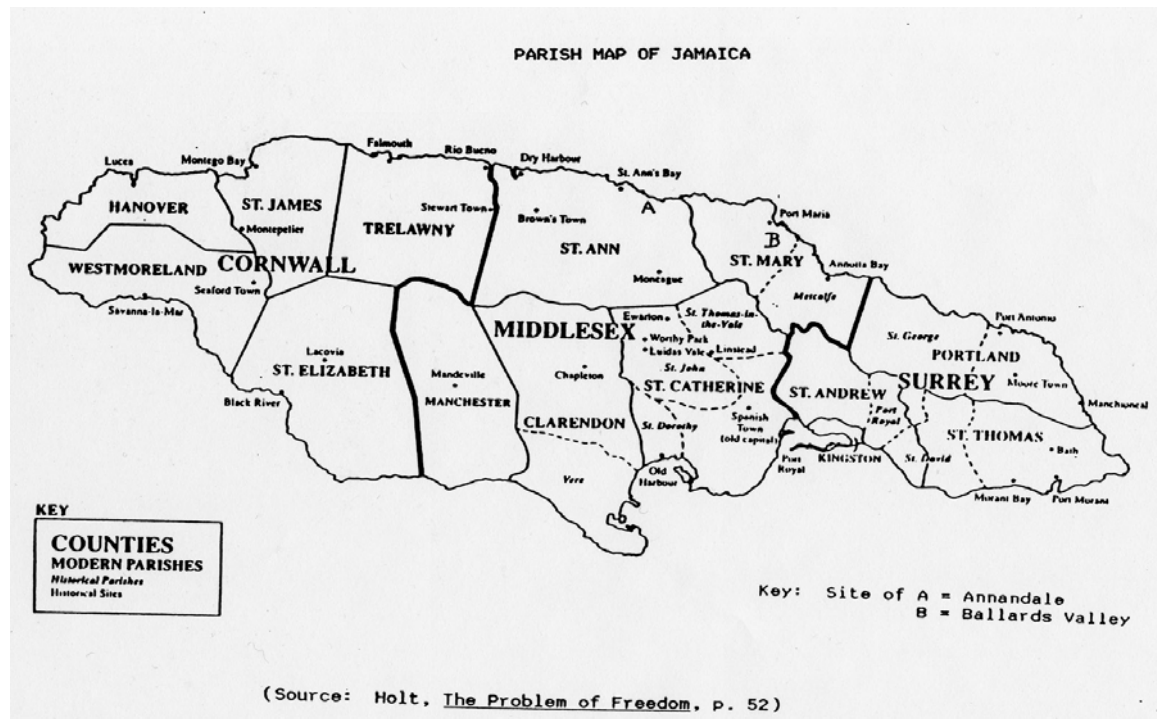 PARISH MAP OF JAMAICA
Falmouth
Rio Bueno
Dry Harbour
Lucea
Montego Bay
St. Ann's Bay
HANOVER
ST. JAMES
Stewart Town
Brown's Town
A
Port Maria
Montepelier
TRELAWNY
ST. ANN
B
ST. MARY
WESTMORELAND
CORNWALL
Moneague
Annotta Bay
Seaford Town
Metcalfe
Savanna-la-Mar
Ewarton
St. Thomas-in-
the-Vale
Port Antonio
MIDDLESEX
Worthy Park
Luidas Vale
Linstead
St. George
PORTLAND
Lacovia
ST. ELIZABETH
Mandeville
MANCHESTER
Chapleton
St. John
ST. CATHERINE
ST. ANDREW
SURREY
Moore Town
Black River
CLARENDON
St. Dorothy
Spanish
Town
(old capital)
Port
Royal
Manchioneal
ST. THOMAS
Bath
Vere
Old
Harbour
Port
Royal
KINGSTON
St. David
Morant Bay
Port Morant
KEY
COUNTIES
MODERN PARISHES
Historical Parishes
Historical Sites
Key: Site of A = Annandale
B = Ballards Valley
(Source: Holt, The Problem of Freedom, p. 52)